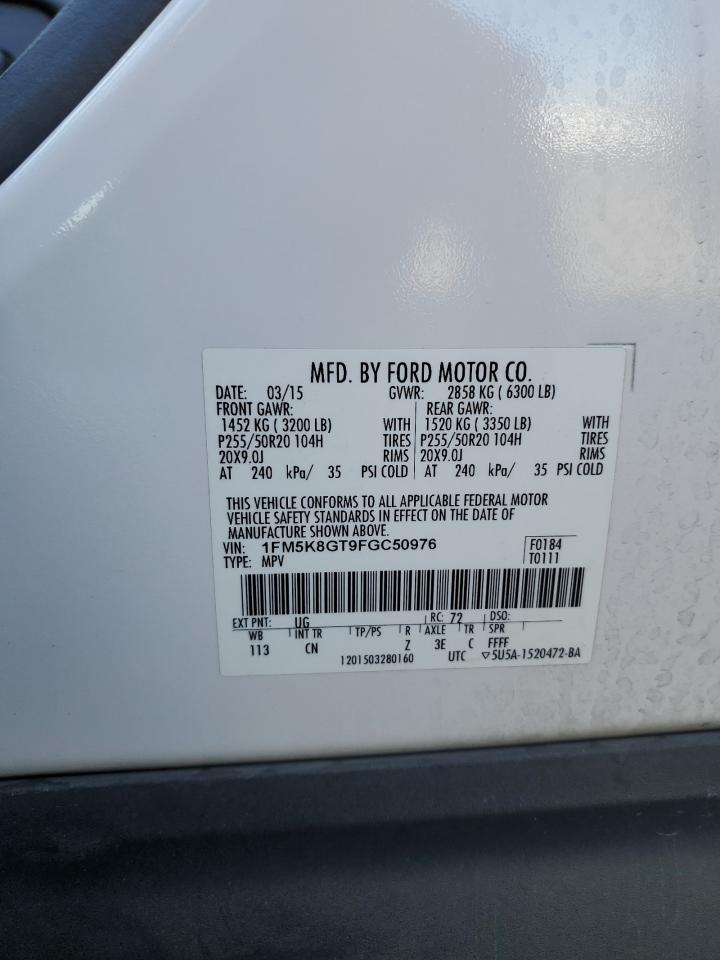 MFD. BY FORD MOTOR CO.
DATE: 03/15 GVWR: 2858 KG ( 6300 LB)
FRONT GAWR: REAR GAWR:
1452 KG ( 3200 LB) WITH 1520 KG ( 3350 LB) WITH
P255/50R20 104H TIRES P255/50R20 104H TIRES
20X9.0J RIMS 20X9.0J RIMS
AT 240 kPa/ 35 PSI COLD AT 240 kPa/ 35 PSI COLD
THIS VEHICLE CONFORMS TO ALL APPLICABLE FEDERAL MOTOR
VEHICLE SAFETY STANDARDS IN EFFECT ON THE DATE OF
MANUFACTURE SHOWN ABOVE.
VIN: 1FM5K8GT9FGC50976 F0184
TYPE: MPV T0111
EXT PNT: UG RC: 72 DSO:
WB INT TR TP/PS R AXLE TR SPR
113 CN Z 3E C FFFF
1201503280160 UTC ▽5U5A-1520472-BA